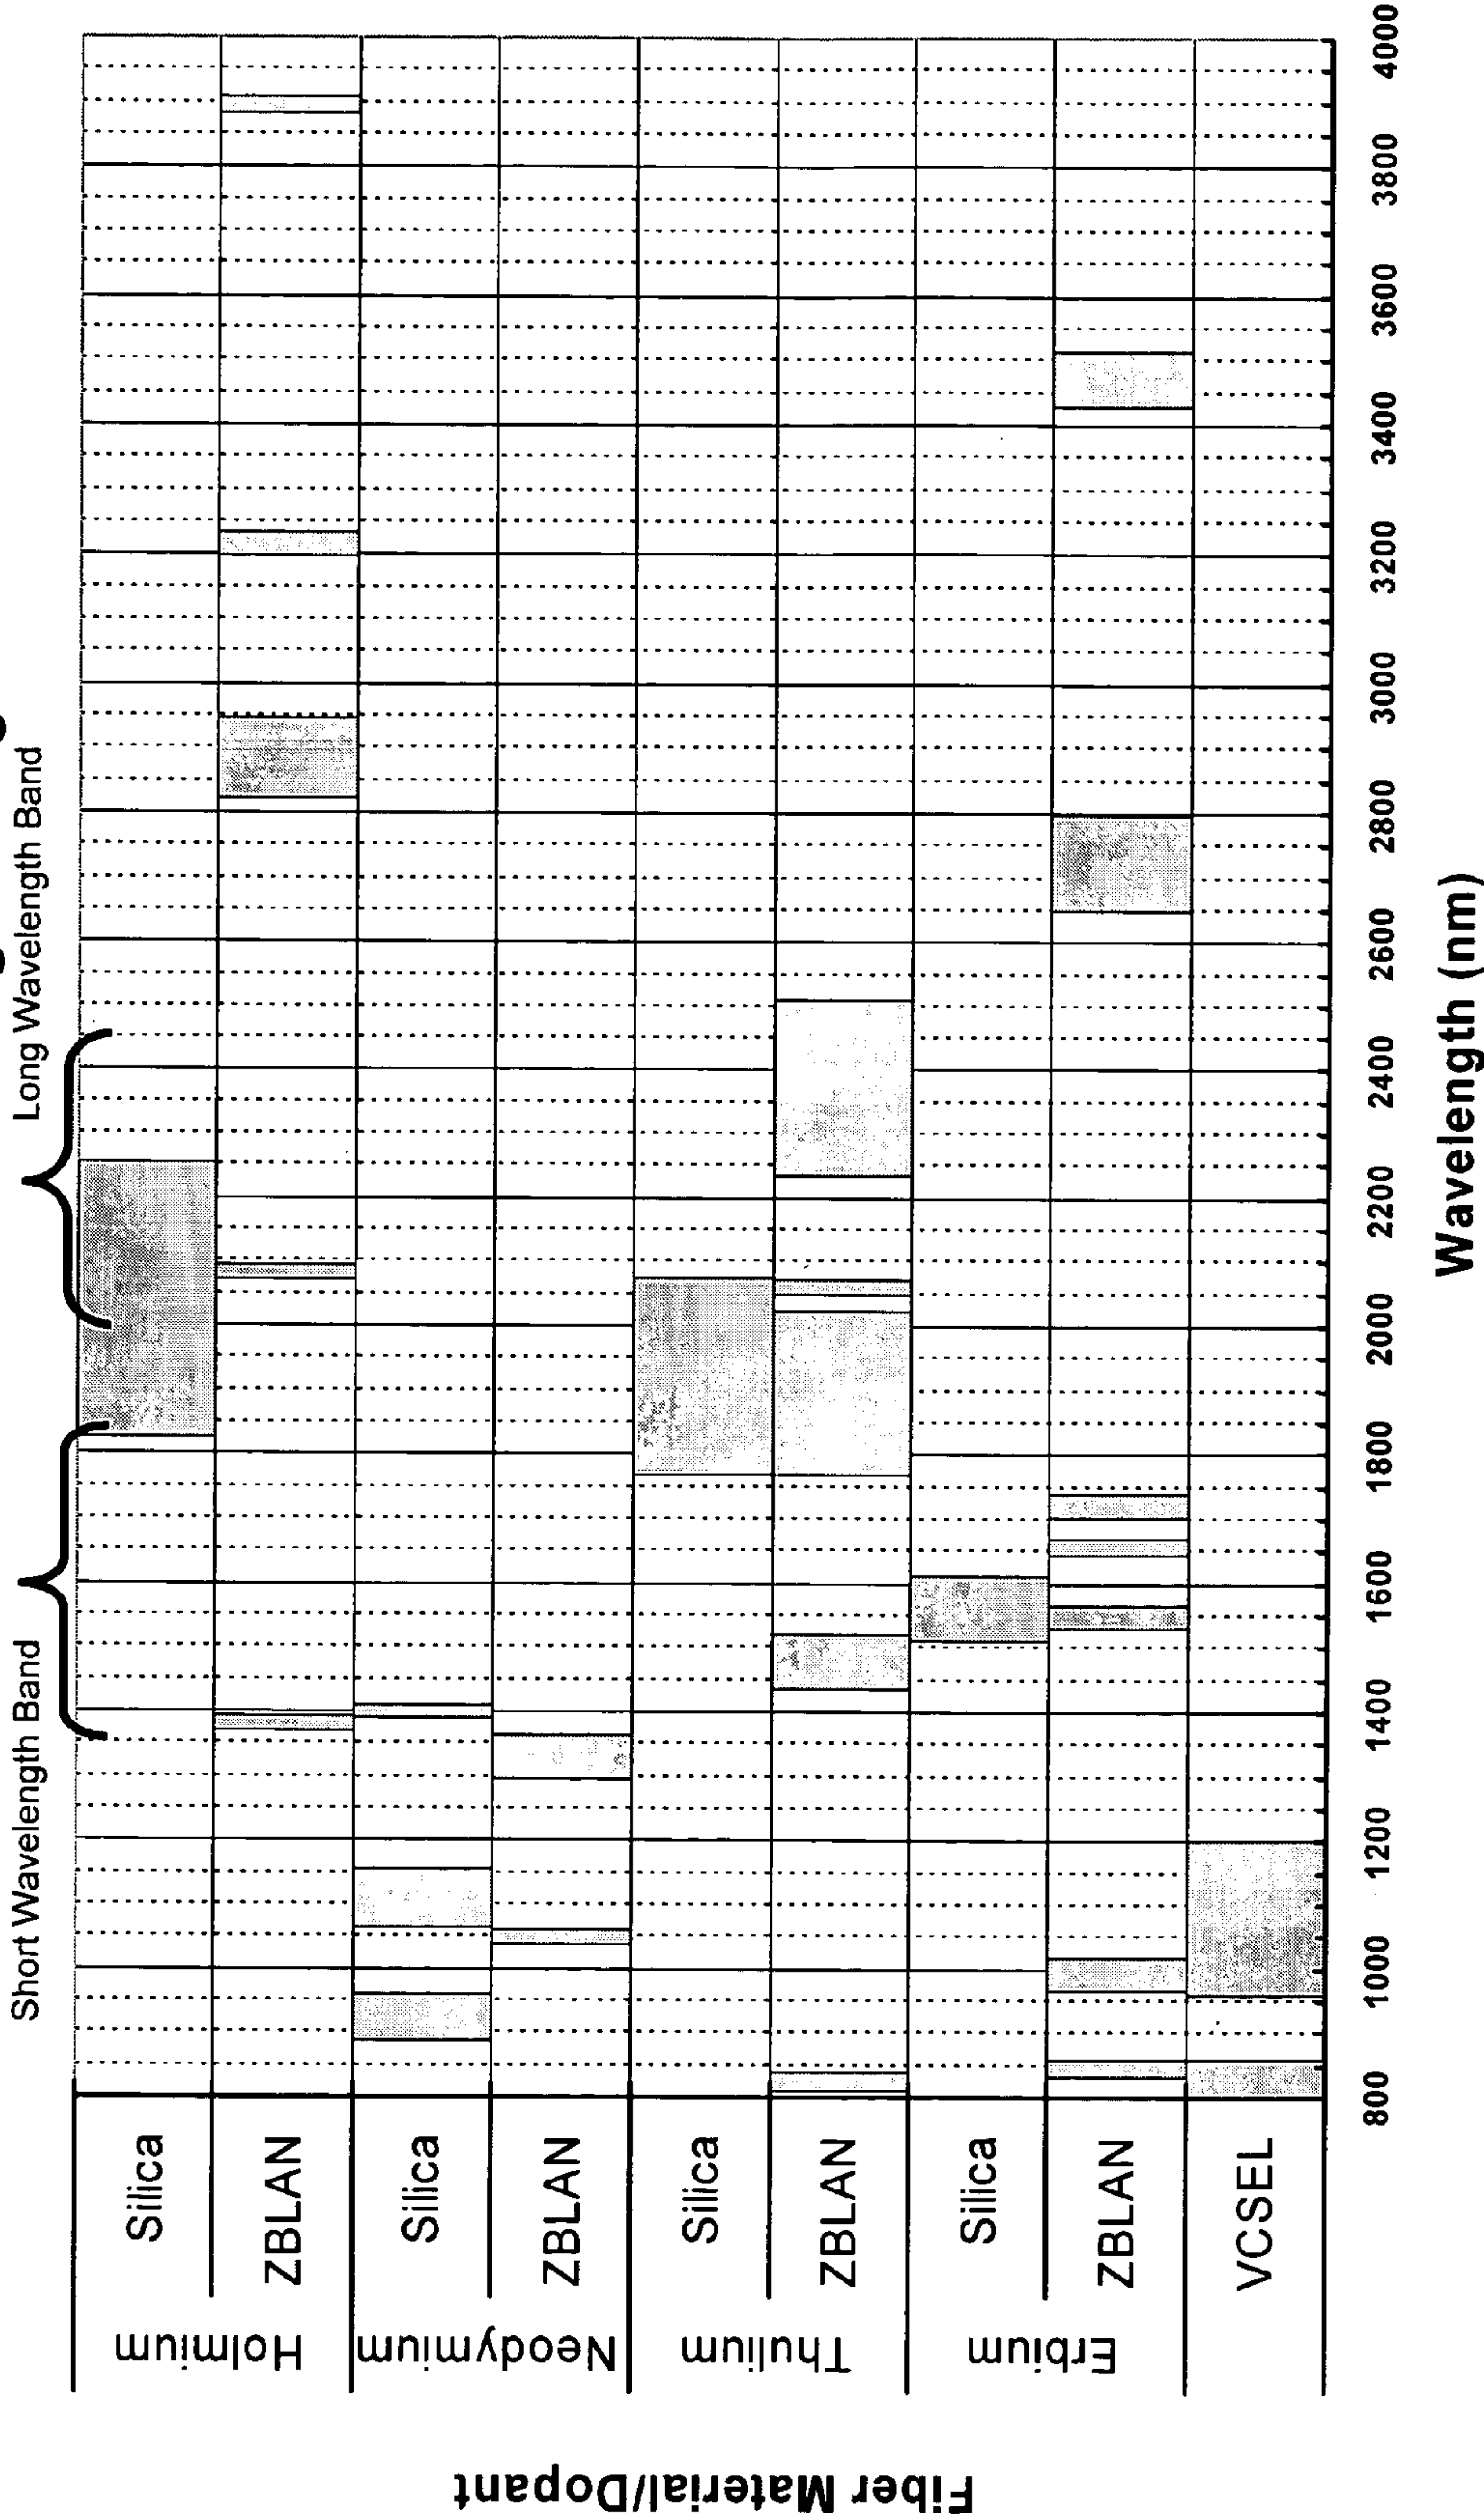 Short Wavelength Band
Long Wavelength Band
Holmium
Silica
ZBLAN
Neodymium
Silica
ZBLAN
Thulium
Silica
ZBLAN
Erbium
Silica
ZBLAN
VCSEL
Fiber Material/Dopant
800 1000 1200 1400 1600 1800 2000 2200 2400 2600 2800 3000 3200 3400 3600 3800 4000
Wavelength (nm)